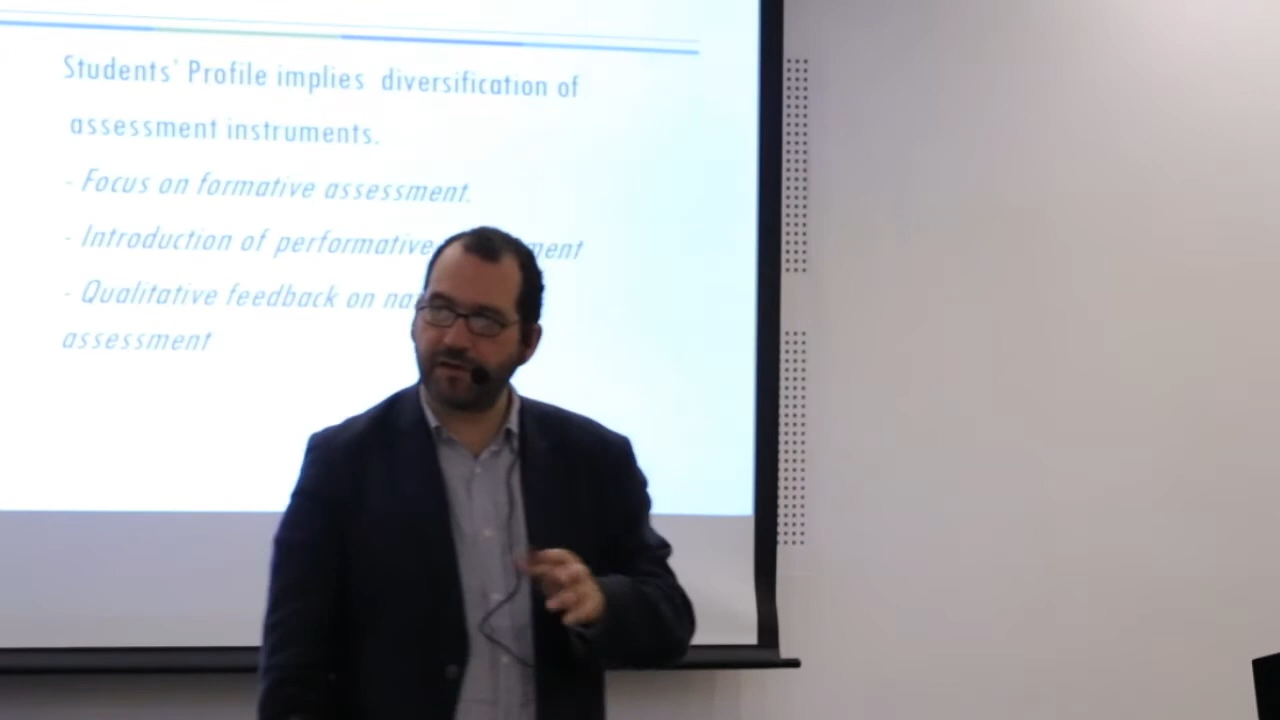 Students' Profile implies diversification of
assessment instruments.
- Focus on formative assessment.
- Introduction of performative
- Qualitative feedback on
assessment